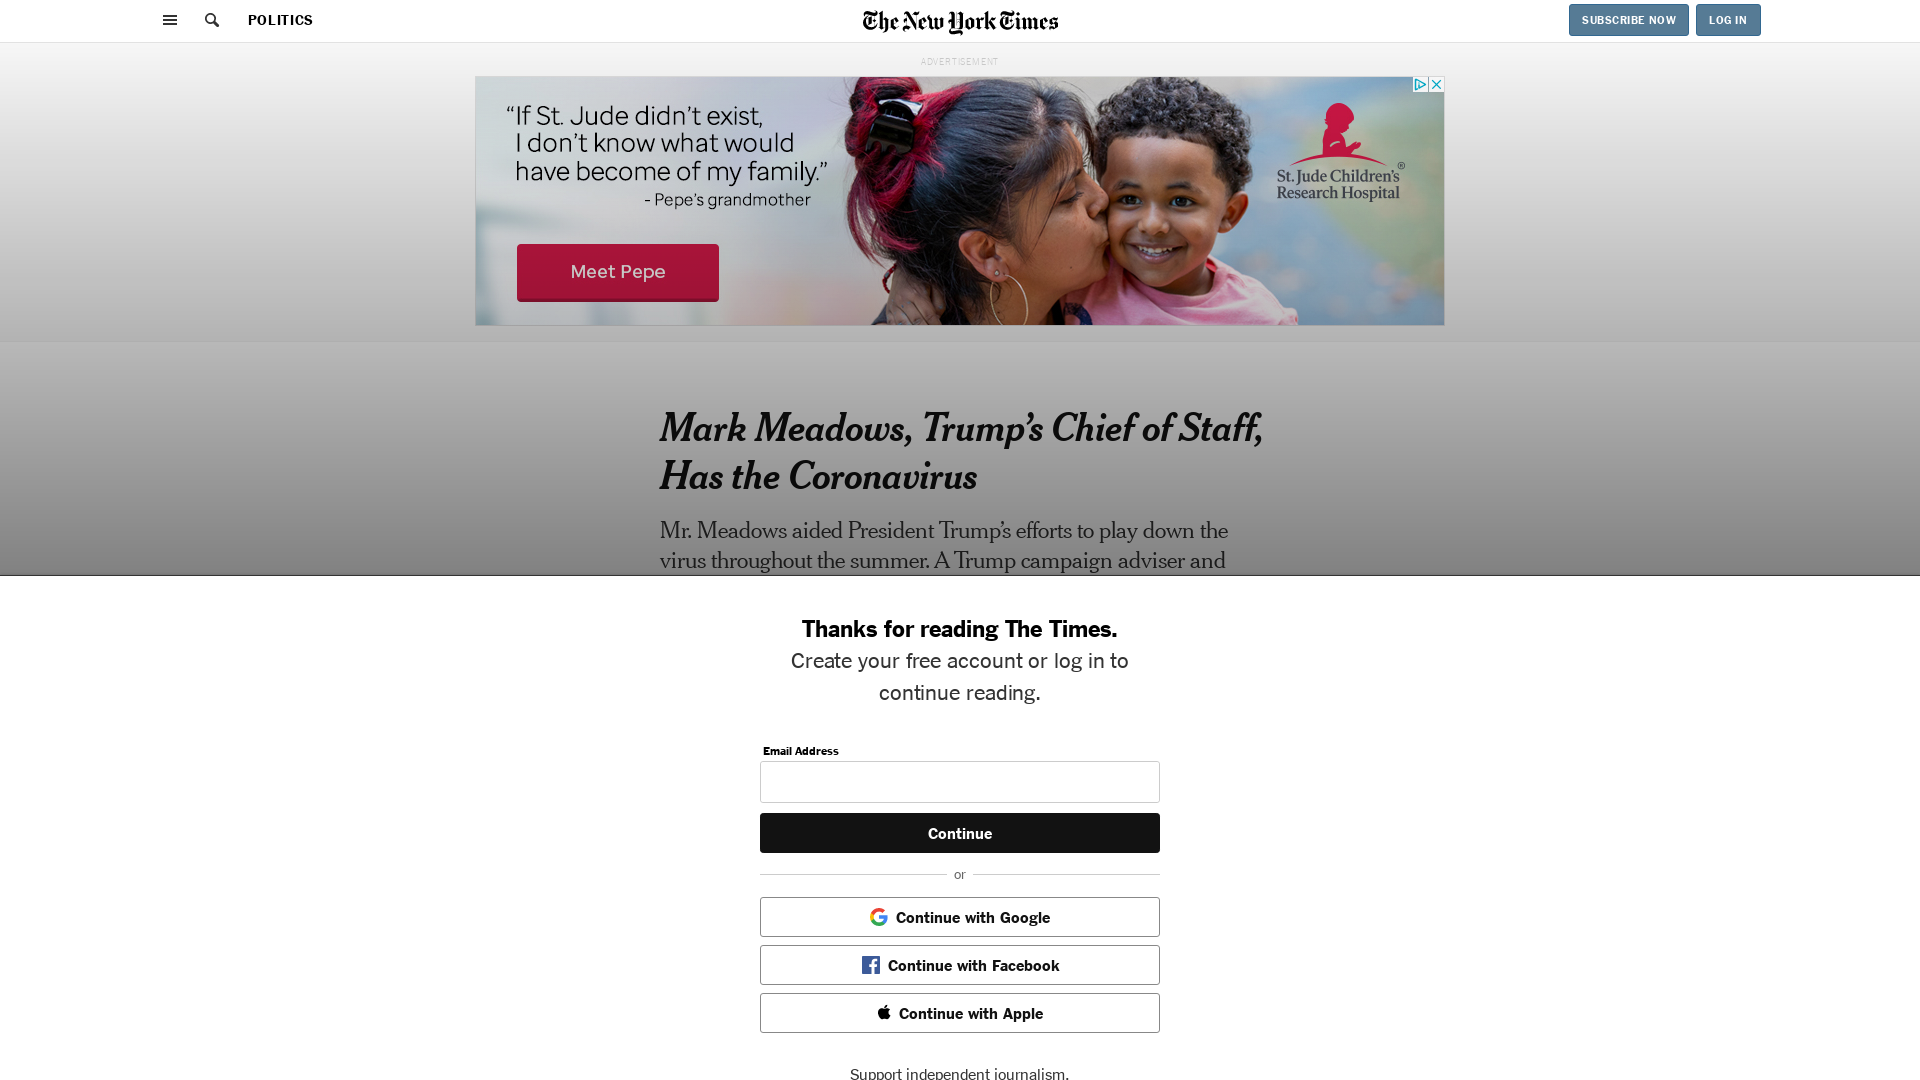 POLITICS
The New York Times
SUBSCRIBE NOW
LOG IN
ADVERTISEMENT
“If St. Jude didn’t exist,
I don’t know what would
have become of my family.”
- Pepe’s grandmother
Meet Pepe
St. Jude Children’s®
Research Hospital
Mark Meadows, Trump’s Chief of Staff,
Has the Coronavirus
Mr. Meadows aided President Trump’s efforts to play down the
virus throughout the summer. A Trump campaign adviser and
Thanks for reading The Times.
Create your free account or log in to
continue reading.
Email Address
Continue
or
Continue with Google
Continue with Facebook
Continue with Apple
Support independent journalism.